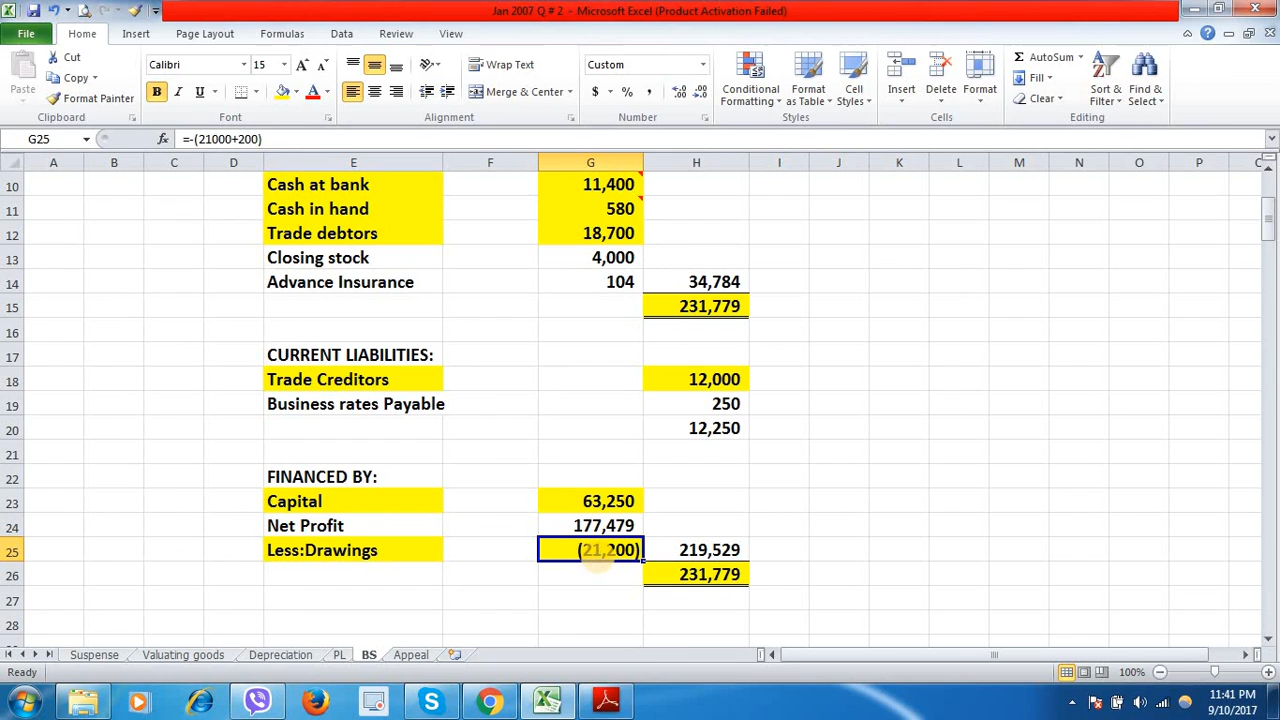 Jan 2007 Q # 2 - Microsoft Excel (Product Activation Failed)
File Home Insert Page Layout Formulas Data Review View
Paste Cut Copy Format Painter Clipboard
Calibri 15 A A B I U A Font
Wrap Text Merge & Center Alignment
Custom $ % , Number
Conditional Formatting Format as Table Cell Styles Styles
Insert Delete Format Cells
Σ AutoSum Fill Clear Sort & Filter Find & Select Editing
G25 fx =-(21000+200)
A B C D E F G H I J K L M N O P
10 Cash at bank 11,400
11 Cash in hand 580
12 Trade debtors 18,700
13 Closing stock 4,000
14 Advance Insurance 104 34,784
15 231,779
16
17 CURRENT LIABILITIES:
18 Trade Creditors 12,000
19 Business rates Payable 250
20 12,250
21
22 FINANCED BY:
23 Capital 63,250
24 Net Profit 177,479
25 Less:Drawings (21,200) 219,529
26 231,779
27
28
Suspense Valuating goods Depreciation PL BS Appeal
Ready 100%
11:41 PM
9/10/2017